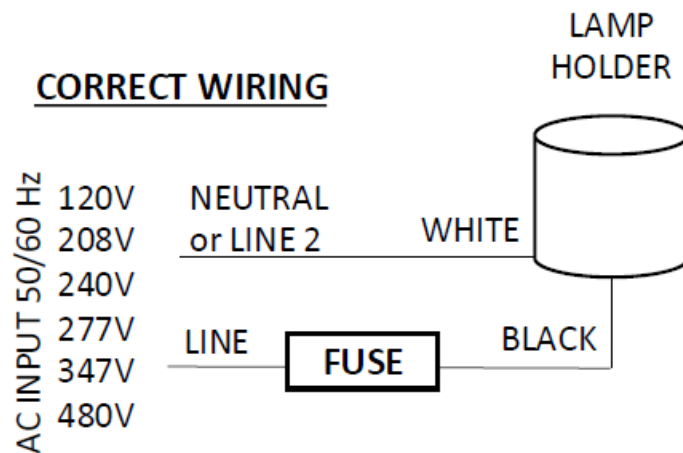 LAMP
HOLDER
CORRECT WIRING
AC INPUT 50/60 Hz
120V
208V
240V
277V
347V
480V
NEUTRAL
or LINE 2
WHITE
LINE
FUSE
BLACK